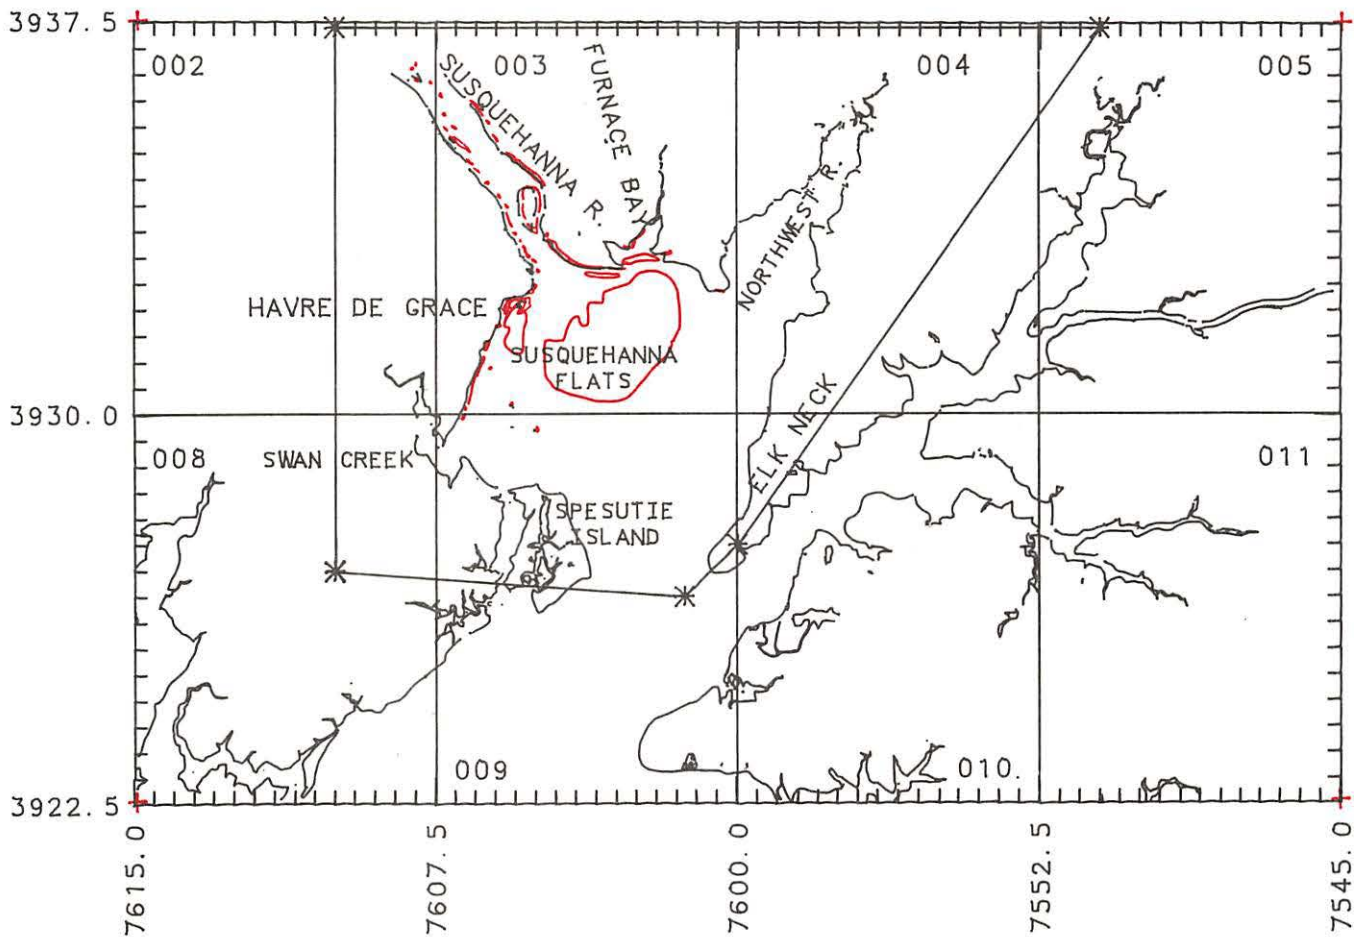 3937.5
002
003
004
005
SUSQUEHANNA R.
FURNACE BAY
NORTHWEST R.
HAVRE DE GRACE
SUSQUEHANNA
FLATS
3930.0
ELK NECK
008
SWAN CREEK
011
SPESUTIE
ISLAND
009
010.
3922.5
7615.0
7607.5
7600.0
7552.5
7545.0